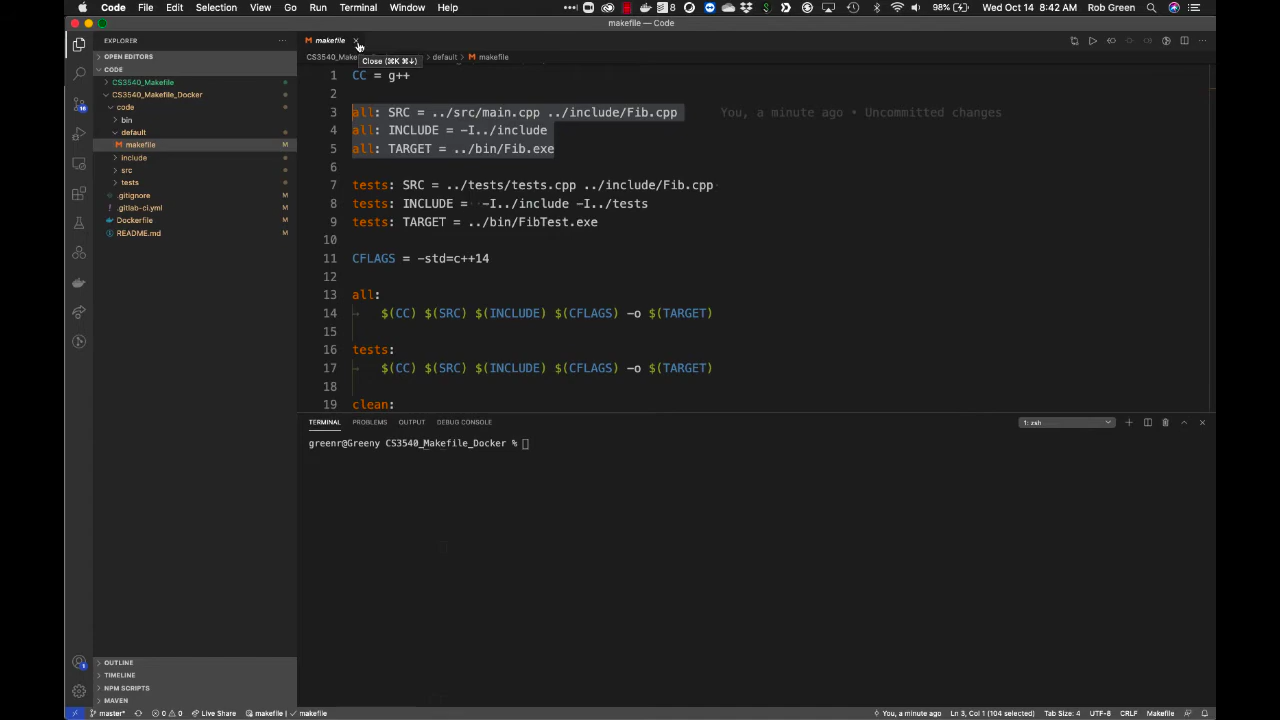 Code File Edit Selection View Go Run Terminal Window Help 8 98% Wed Oct 14 8:42 AM Rob Green
makefile — Code
EXPLORER
makefile
OPEN EDITORS
CS3540_Make default makefile
Close (⌘K ⌘↓)
CODE
CS3540_Makefile
CS3540_Makefile_Docker
code
bin
default
makefile M
include
src
tests
.gitignore M
.gitlab-ci.yml M
Dockerfile M
README.md M
1 CC = g++
2
3 all: SRC = ../src/main.cpp ../include/Fib.cpp You, a minute ago • Uncommitted changes
4 all: INCLUDE = -I../include
5 all: TARGET = ../bin/Fib.exe
6
7 tests: SRC = ../tests/tests.cpp ../include/Fib.cpp
8 tests: INCLUDE = -I../include -I../tests
9 tests: TARGET = ../bin/FibTest.exe
10
11 CFLAGS = -std=c++14
12
13 all:
14 $(CC) $(SRC) $(INCLUDE) $(CFLAGS) -o $(TARGET)
15
16 tests:
17 $(CC) $(SRC) $(INCLUDE) $(CFLAGS) -o $(TARGET)
18
19 clean:
TERMINAL PROBLEMS OUTPUT DEBUG CONSOLE 1: zsh
greenr@Greeny CS3540_Makefile_Docker %
OUTLINE
TIMELINE
NPM SCRIPTS
MAVEN
master* 0 0 Live Share makefile makefile You, a minute ago Ln 3, Col 1 (104 selected) Tab Size: 4 UTF-8 CRLF Makefile